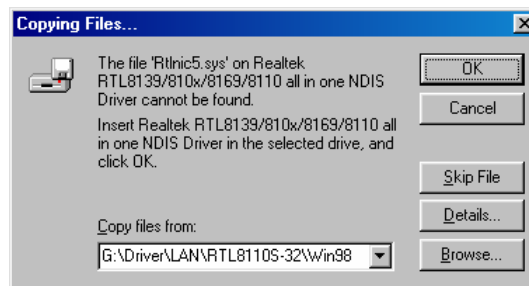 Copying Files...
The file 'Rtlnic5.sys' on Realtek
RTL8139/810x/8169/8110 all in one NDIS
Driver cannot be found.
Insert Realtek RTL8139/810x/8169/8110 all
in one NDIS Driver in the selected drive, and
click OK.
OK
Cancel
Skip File
Details...
Browse...
Copy files from:
G:\Driver\LAN\RTL8110S-32\Win98